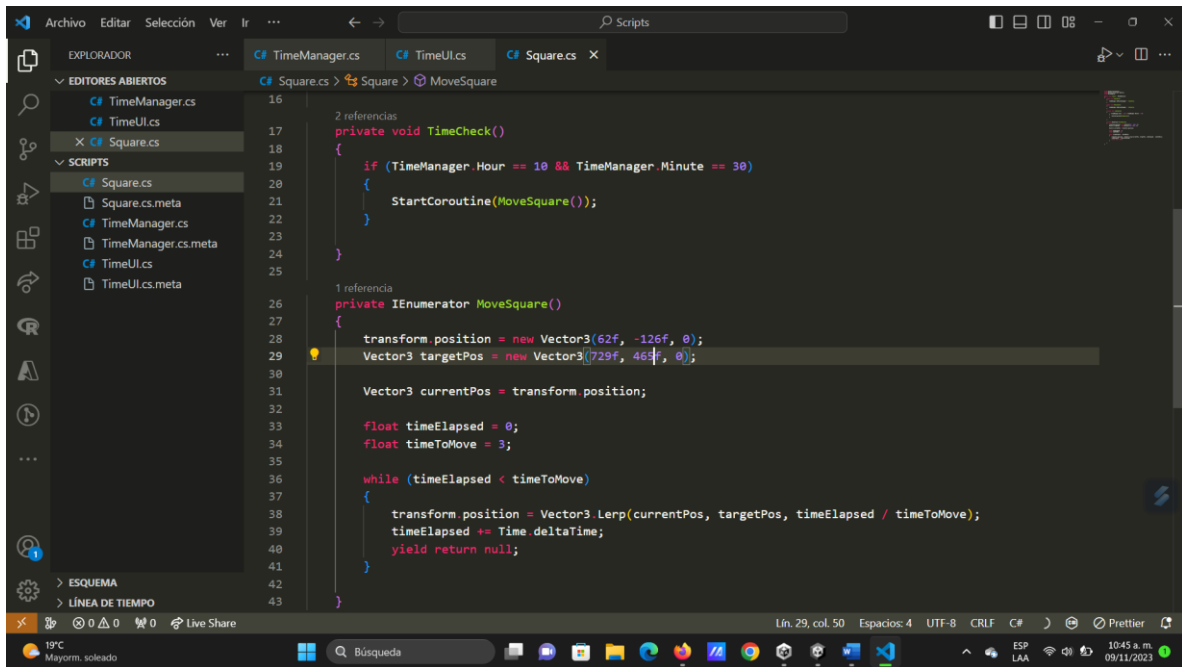 Archivo Editar Selección Ver Ir ··· Scripts
EXPLORADOR ···
TimeManager.cs TimeUI.cs Square.cs
EDITORES ABIERTOS
TimeManager.cs
TimeUI.cs
Square.cs
SCRIPTS
Square.cs
Square.cs.meta
TimeManager.cs
TimeManager.cs.meta
TimeUI.cs
TimeUI.cs.meta
ESQUEMA
LÍNEA DE TIEMPO
Square.cs > Square > MoveSquare
16
2 referencias
17 private void TimeCheck()
18 {
19 if (TimeManager.Hour == 10 && TimeManager.Minute == 30)
20 {
21 StartCoroutine(MoveSquare());
22 }
23
24 }
25
1 referencia
26 private IEnumerator MoveSquare()
27 {
28 transform.position = new Vector3(62f, -126f, 0);
29 Vector3 targetPos = new Vector3(729f, 465f, 0);
30
31 Vector3 currentPos = transform.position;
32
33 float timeElapsed = 0;
34 float timeToMove = 3;
35
36 while (timeElapsed < timeToMove)
37 {
38 transform.position = Vector3.Lerp(currentPos, targetPos, timeElapsed / timeToMove);
39 timeElapsed += Time.deltaTime;
40 yield return null;
41 }
42
43 }
0 0 0 Live Share Lín. 29, col. 50 Espacios: 4 UTF-8 CRLF C# Prettier
19°C
Mayorm. soleado
Búsqueda
ESP
LAA
10:45 a. m.
09/11/2023
1